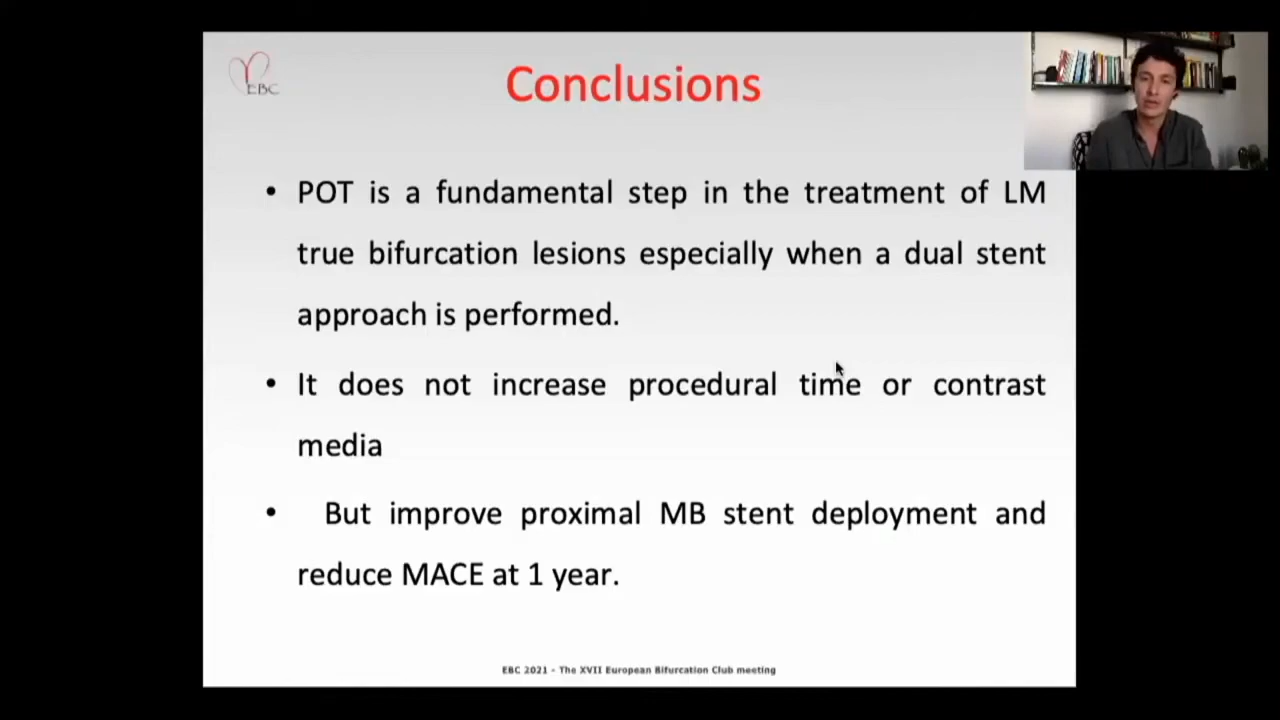 EBC
Conclusions
• POT is a fundamental step in the treatment of LM
true bifurcation lesions especially when a dual stent
approach is performed.
• It does not increase procedural time or contrast
media
• But improve proximal MB stent deployment and
reduce MACE at 1 year.
EBC 2021 - The XVII European Bifurcation Club meeting